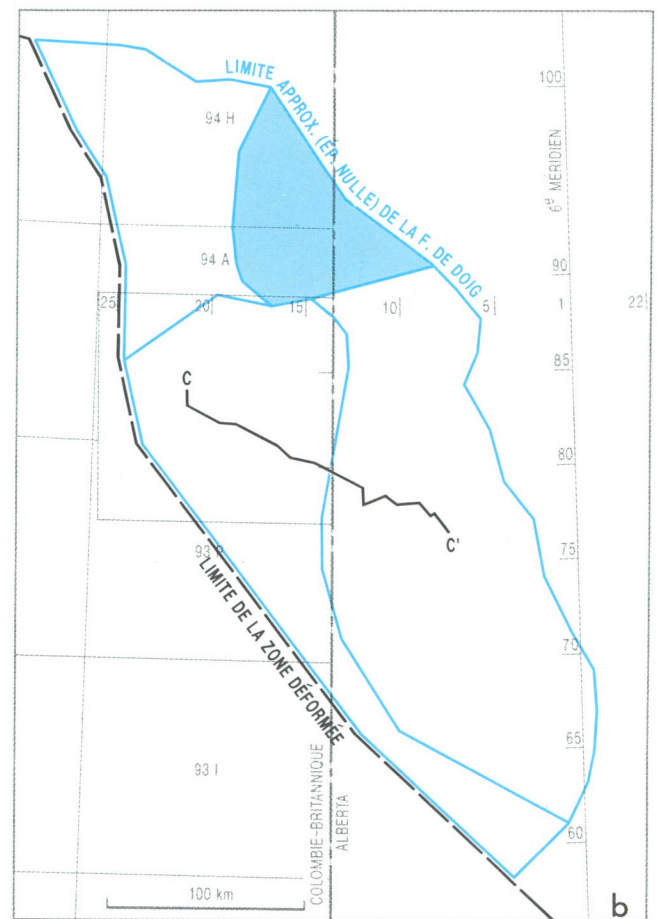 LIMITE APPROX. (ÉP. NULLE) DE LA F. DE DOIG
100
94 H
6e MERIDIEN
94 A
90
25
20
15
10
5
1
22
85
C
80
C'
75
93 P
LIMITE DE LA ZONE DÉFORMÉE
70
65
93 I
COLOMBIE-BRITANNIQUE
ALBERTA
60
100 km
b